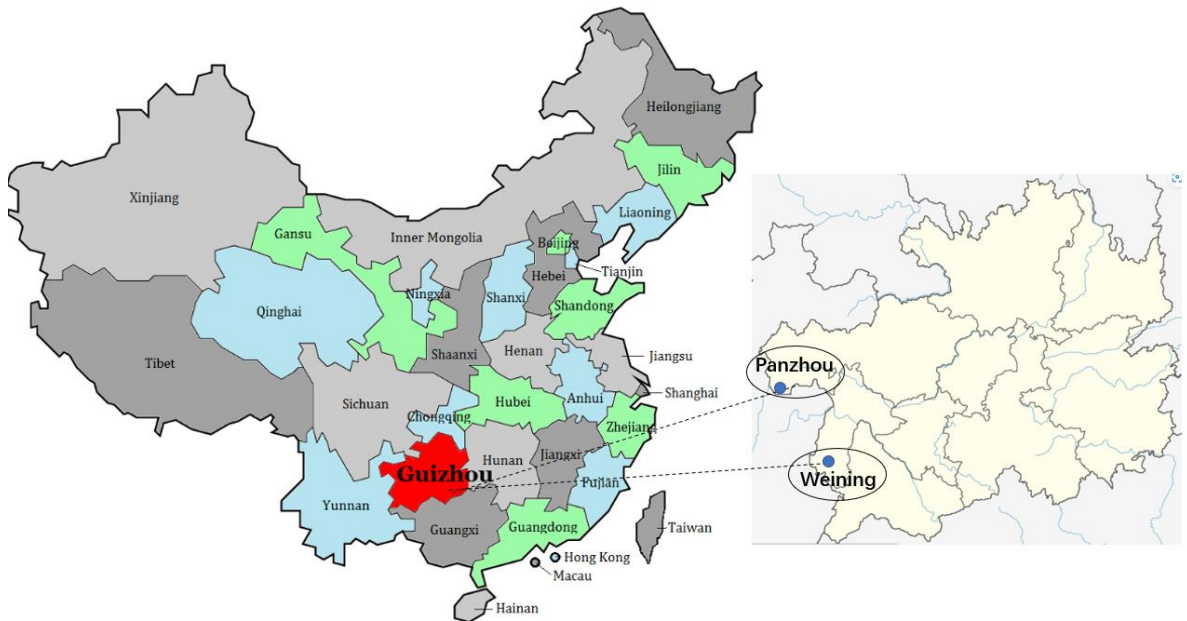 Heilongjiang
Jilin
Xinjiang
Liaoning
Gansu
Inner Mongolia
Beijing
Tianjin
Hebei
Ningxia
Shanxi
Qinghai
Shandong
Tibet
Shaanxi
Henan
Jiangsu
Panzhou
Sichuan
Shanghai
Chongqing
Hubei
Anhui
Zhejiang
Guizhou
Hunan
Jiangxi
Weining
Yunnan
Fujian
Guangxi
Guangdong
Taiwan
Hong Kong
Macau
Hainan